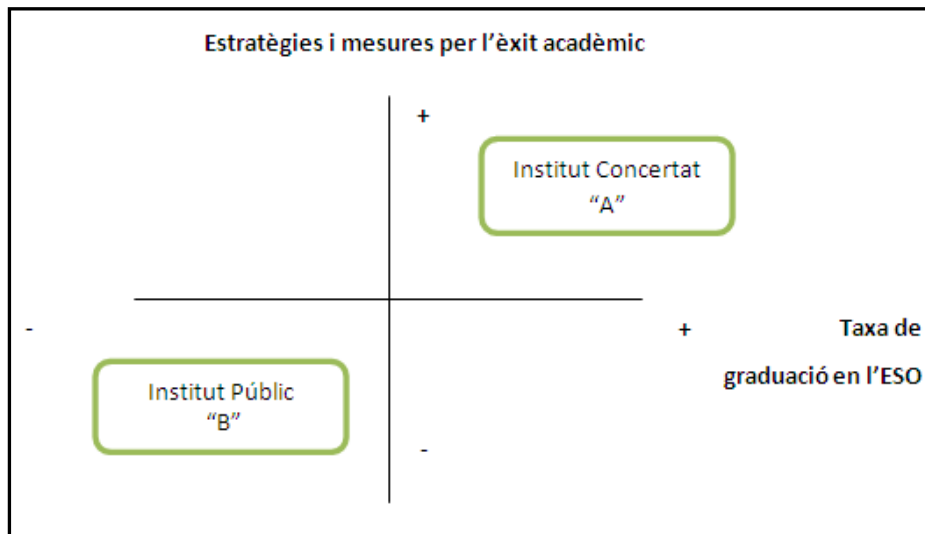 Estratègies i mesures per l’èxit acadèmic
+
Institut Concertat
“A”
-
+
Taxa de
graduació en l’ESO
Institut Públic
“B”
-